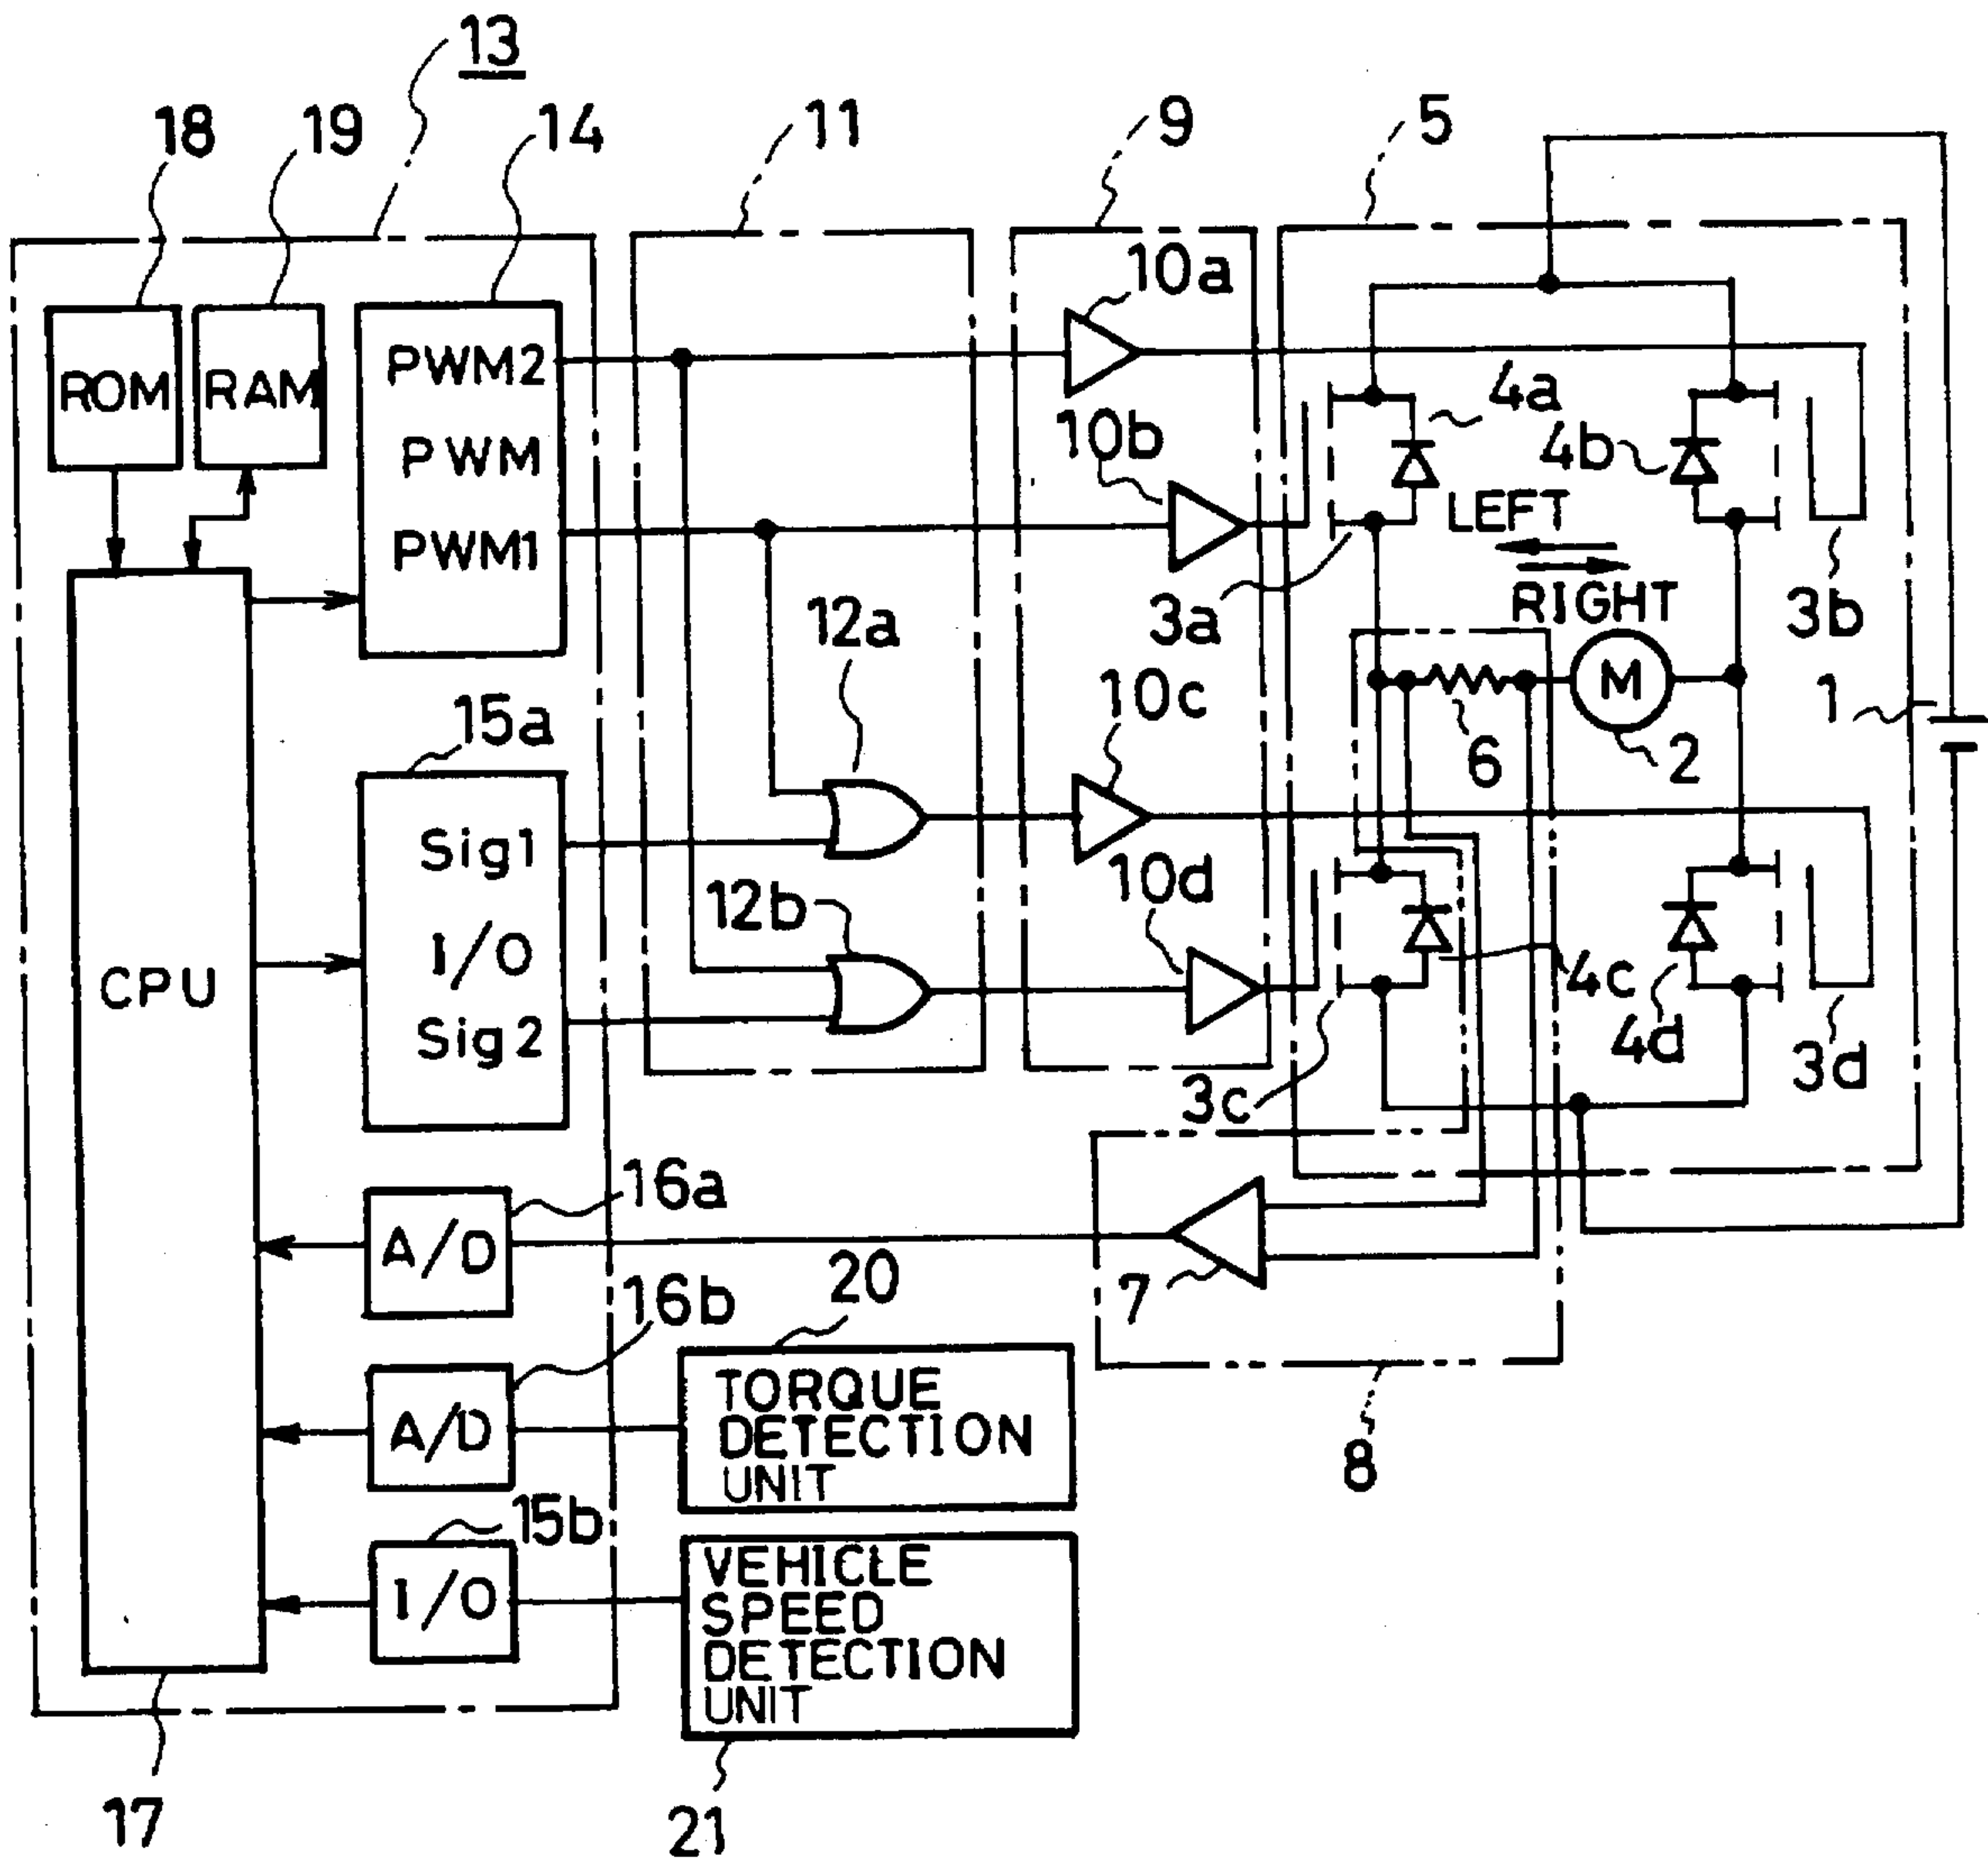 13
18
19
14
11
9
5
10a
PWM2
ROM
RAM
4a
10b
4b
PWM
LEFT
PWM1
RIGHT
12a
3a
3b
M
10c
15a
1
6
2
Sig1
10d
12b
I/O
4c
CPU
Sig2
4d
3d
3c
16a
A/D
20
7
16b
TORQUE
DETECTION
UNIT
A/D
8
15b
VEHICLE
SPEED
DETECTION
UNIT
I/O
17
21